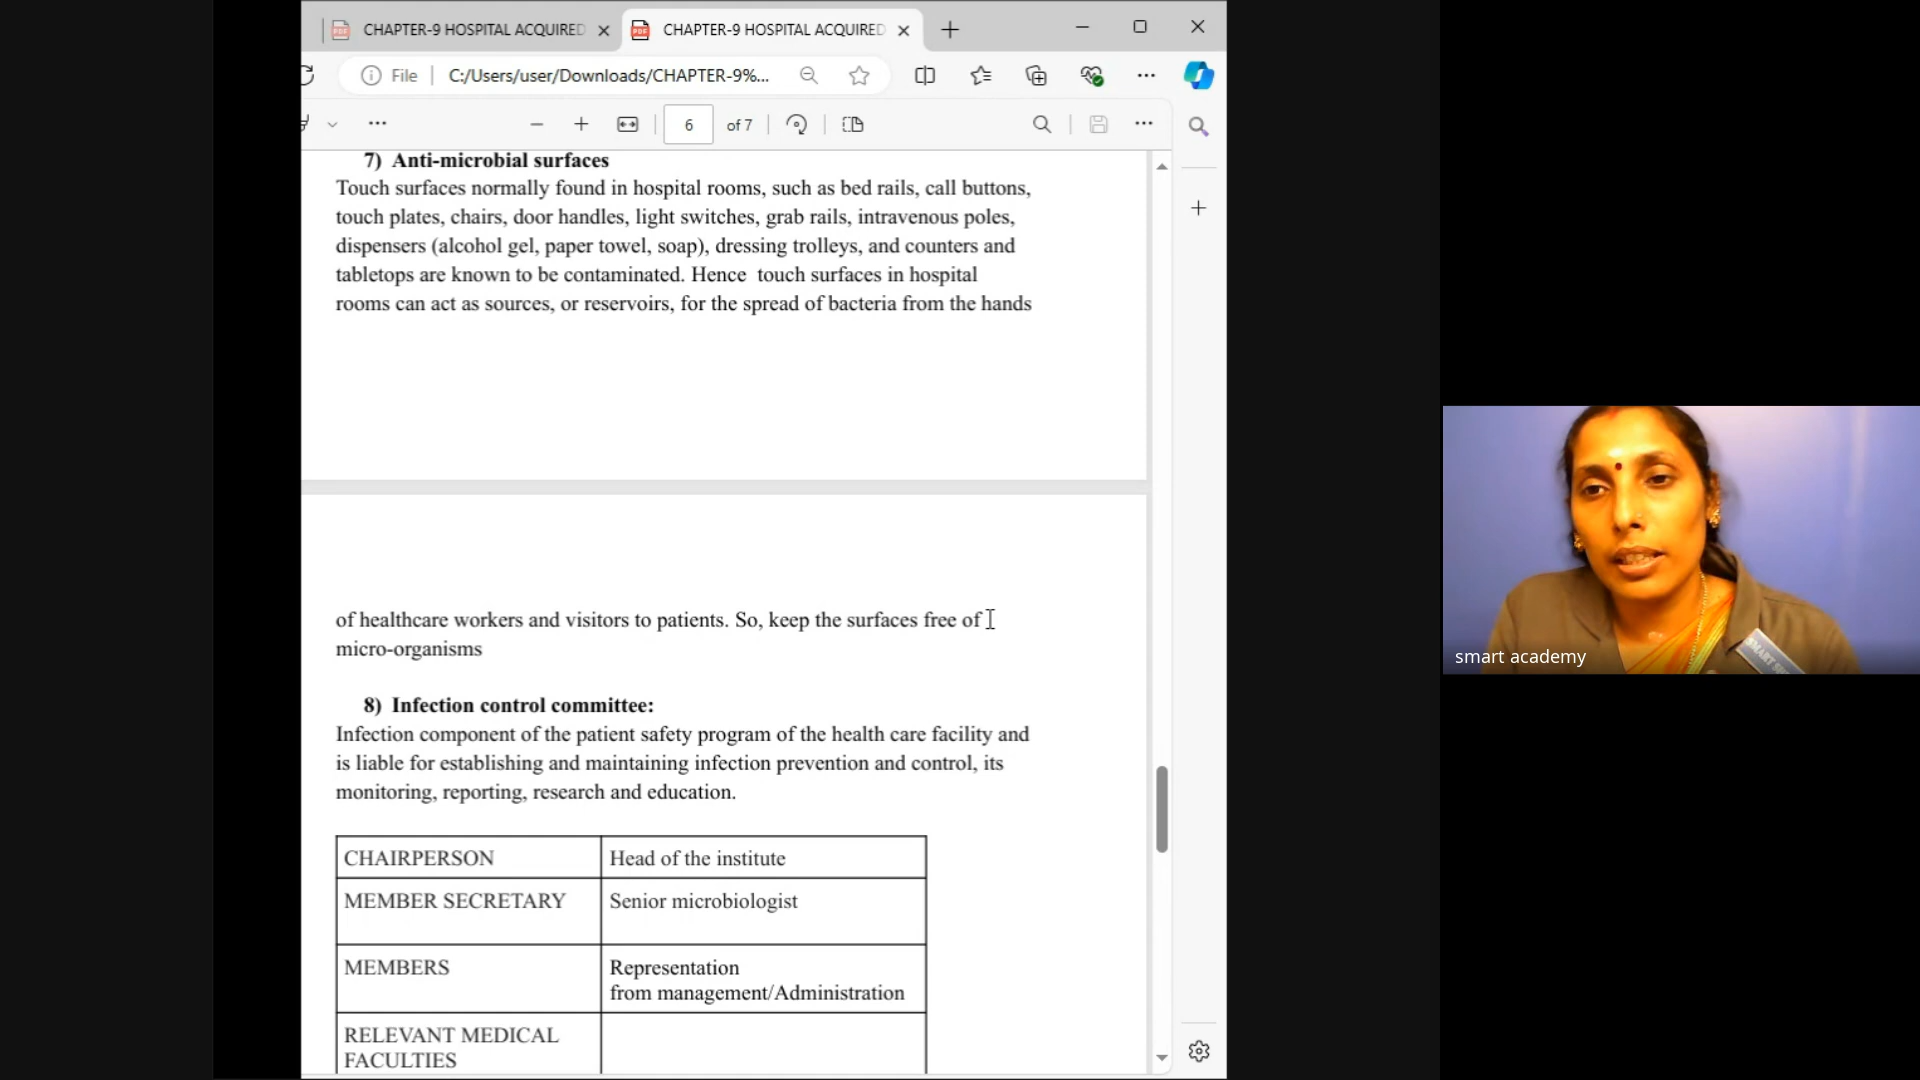 CHAPTER-9 HOSPITAL ACQUIRED
CHAPTER-9 HOSPITAL ACQUIRED
File
C:/Users/user/Downloads/CHAPTER-9%...
6 of 7
7) Anti-microbial surfaces
Touch surfaces normally found in hospital rooms, such as bed rails, call buttons,
touch plates, chairs, door handles, light switches, grab rails, intravenous poles,
dispensers (alcohol gel, paper towel, soap), dressing trolleys, and counters and
tabletops are known to be contaminated. Hence  touch surfaces in hospital
rooms can act as sources, or reservoirs, for the spread of bacteria from the hands
of healthcare workers and visitors to patients. So, keep the surfaces free of
micro-organisms
8) Infection control committee:
Infection component of the patient safety program of the health care facility and
is liable for establishing and maintaining infection prevention and control, its
monitoring, reporting, research and education.
CHAIRPERSON Head of the institute
MEMBER SECRETARY Senior microbiologist
MEMBERS Representation
from management/Administration
RELEVANT MEDICAL
FACULTIES
smart academy
SMART